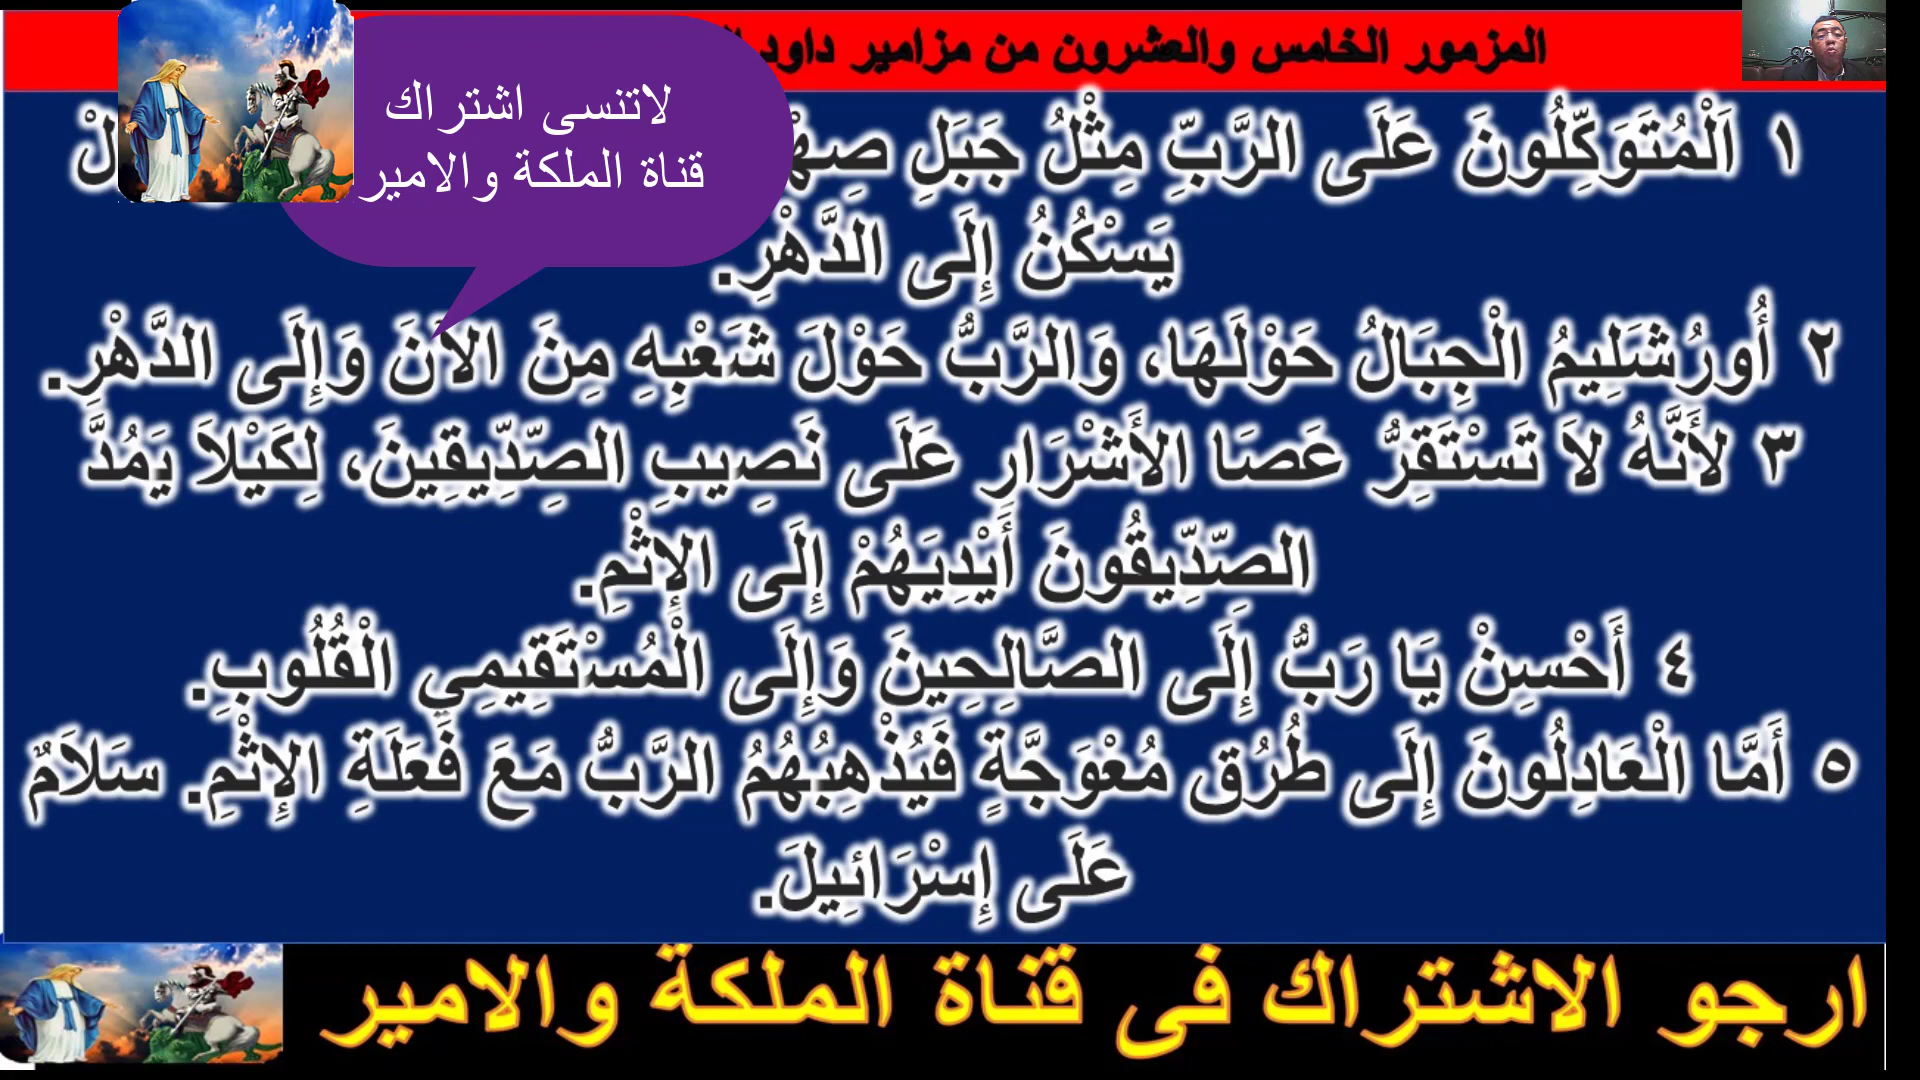 المزمور الخامس والعشرون من مزامير داود
لاتنسى اشتراك
قناة الملكة والامير
١ اَلْمُتَوَكِّلُونَ عَلَى الرَّبِّ مِثْلُ جَبَلِ
يَسْكُنُ إِلَى الدَّهْرِ.
٢ أُورُشَلِيمُ الْجِبَالُ حَوْلَهَا، وَالرَّبُّ حَوْلَ شَعْبِهِ مِنَ الآنَ وَإِلَى الدَّهْرِ.
٣ لأَنَّهُ لاَ تَسْتَقِرُّ عَصَا الأَشْرَارِ عَلَى نَصِيبِ الصِّدِّيقِينَ، لِكَيْلاَ يَمُدَّ
الصِّدِّيقُونَ أَيْدِيَهُمْ إِلَى الإِثْمِ.
٤ أَحْسِنْ يَا رَبُّ إِلَى الصَّالِحِينَ وَإِلَى الْمُسْتَقِيمِي الْقُلُوبِ.
٥ أَمَّا الْعَادِلُونَ إِلَى طُرُق مُعْوَجَّةٍ فَيُذْهِبُهُمُ الرَّبُّ مَعَ فَعَلَةِ الإِثْمِ. سَلاَمٌ
عَلَى إِسْرَائِيلَ.
ارجو الاشتراك فى قناة الملكة والامير